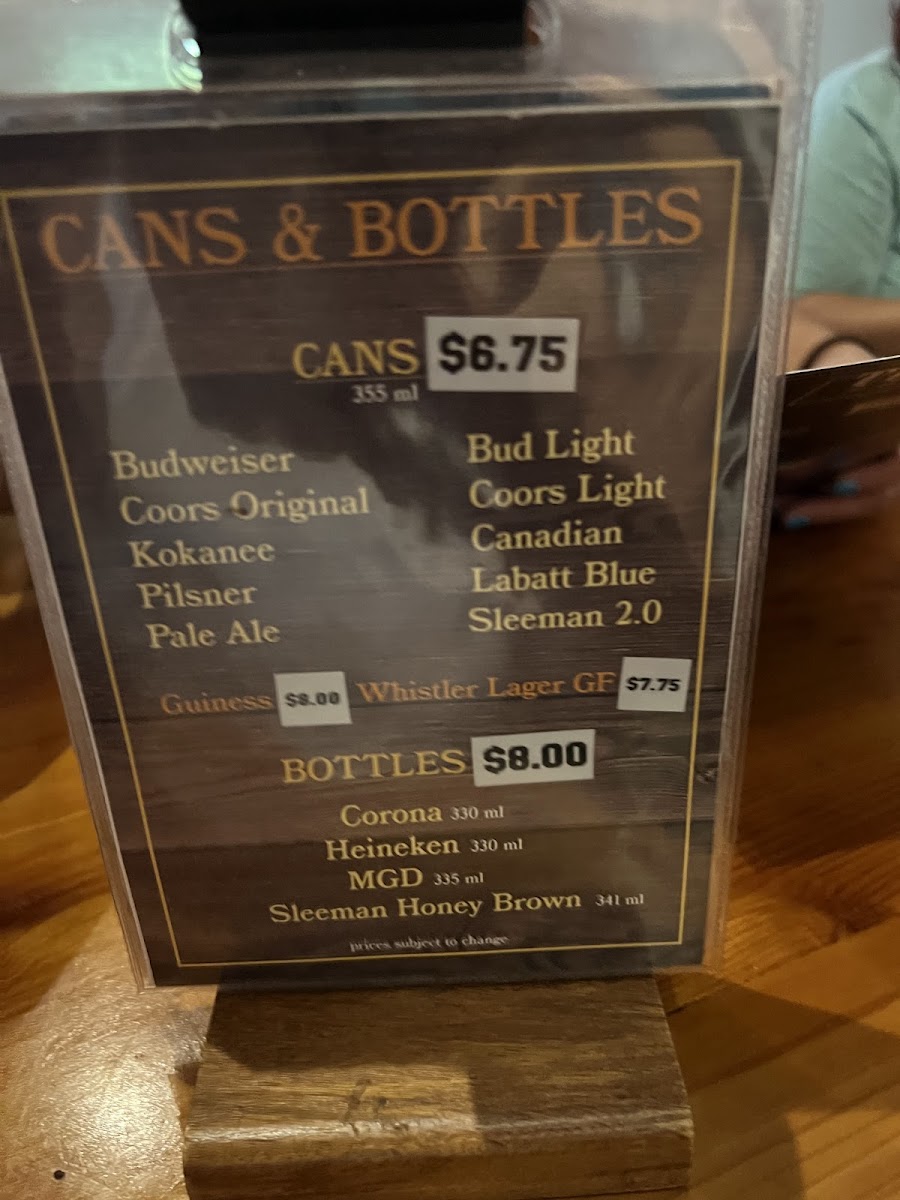 CANS & BOTTLES
CANS $6.75
355 ml
Budweiser
Coors Original
Kokanee
Pilsner
Pale Ale
Bud Light
Coors Light
Canadian
Labatt Blue
Sleeman 2.0
Guiness $8.00 Whistler Lager GF $7.75
BOTTLES $8.00
Corona 330 ml
Heineken 330 ml
MGD 335 ml
Sleeman Honey Brown 341 ml
prices subject to change